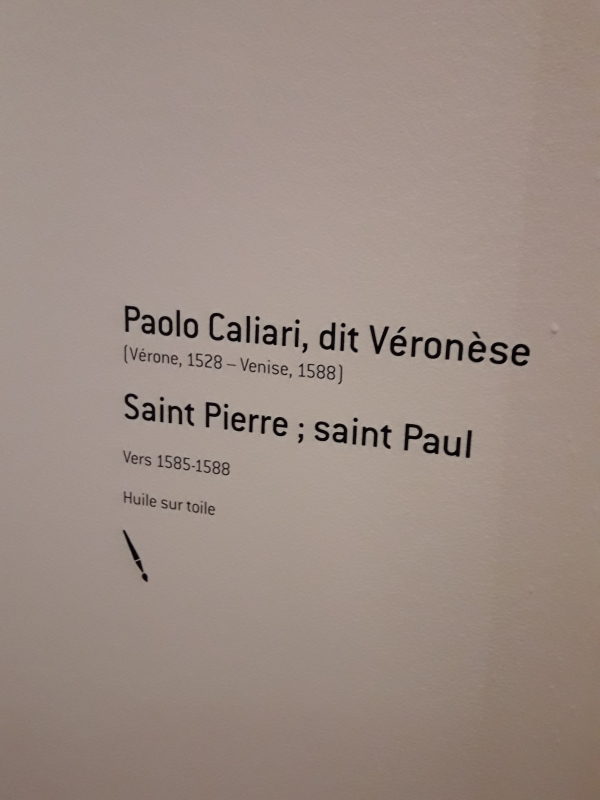 Paolo Caliari, dit Véronèse
(Vérone, 1528 – Venise, 1588)
Saint Pierre ; saint Paul
Vers 1585-1588
Huile sur toile